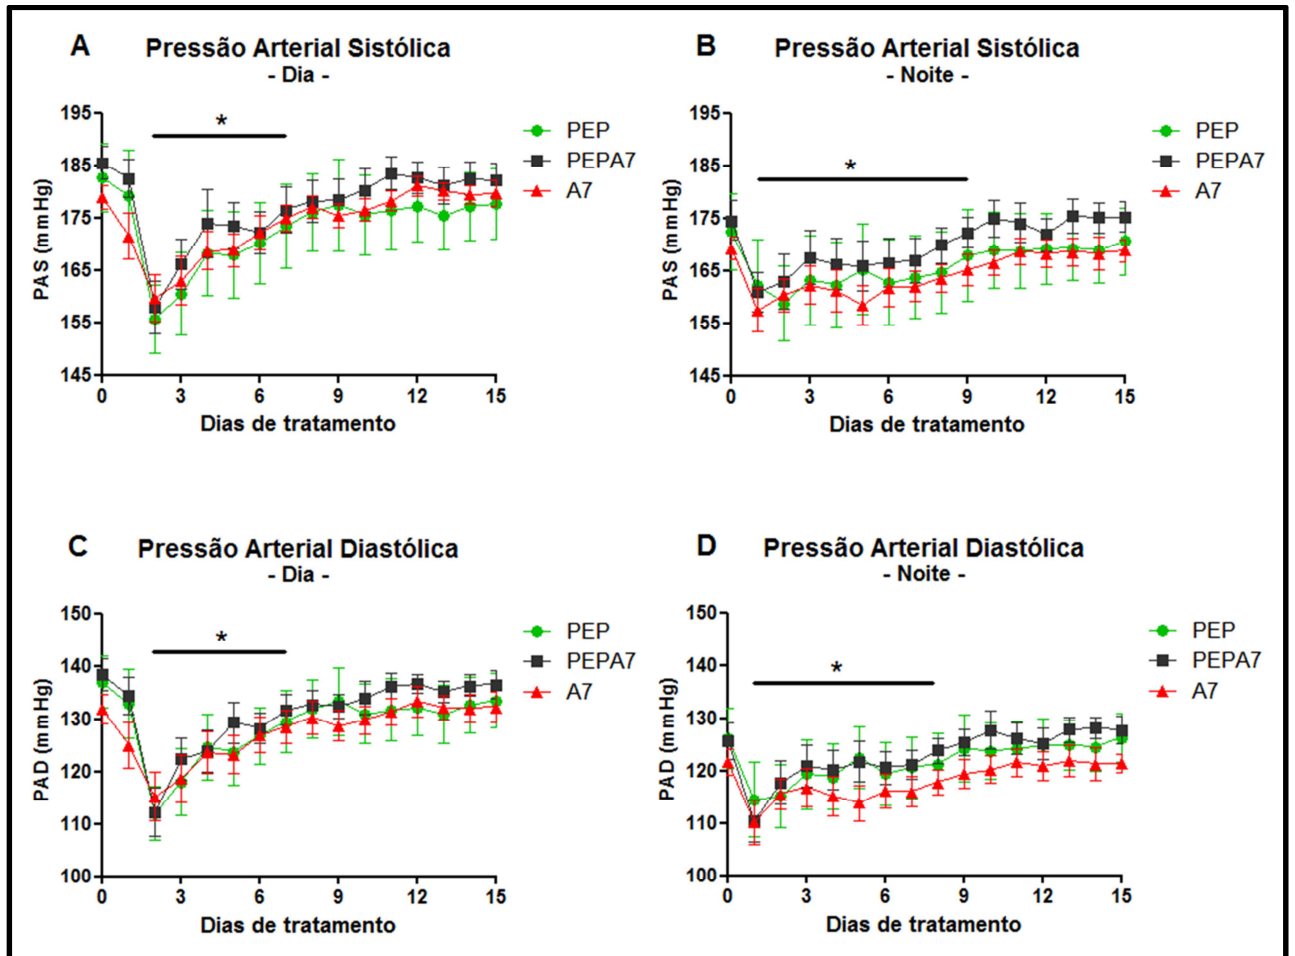 A Pressão Arterial Sistólica
- Dia -
195
185
175
165
155
145
PAS (mmHg)
*
0 3 6 9 12 15
Dias de tratamento
PEP
PEPA7
A7
B Pressão Arterial Sistólica
- Noite -
195
185
175
165
155
145
PAS (mmHg)
*
0 3 6 9 12 15
Dias de tratamento
PEP
PEPA7
A7
C Pressão Arterial Diastólica
- Dia -
150
140
130
120
110
100
PAD (mmHg)
*
0 3 6 9 12 15
Dias de tratamento
PEP
PEPA7
A7
D Pressão Arterial Diastólica
- Noite -
150
140
130
120
110
100
PAD (mmHg)
*
0 3 6 9 12 15
Dias de tratamento
PEP
PEPA7
A7